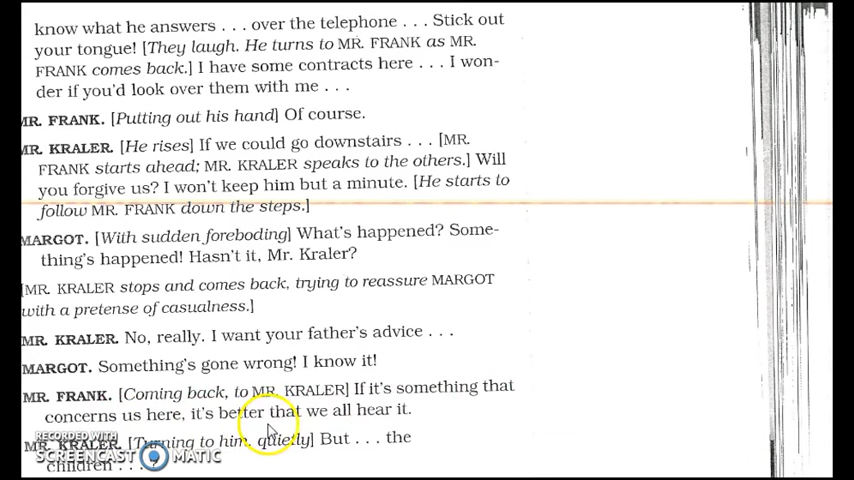 know what he answers . . . over the telephone . . . Stick out
your tongue! [They laugh. He turns to MR. FRANK as MR.
FRANK comes back.] I have some contracts here . . . I won-
der if you'd look over them with me . . .
MR. FRANK. [Putting out his hand] Of course.
MR. KRALER. [He rises] If we could go downstairs . . . [MR.
FRANK starts ahead; MR. KRALER speaks to the others.] Will
you forgive us? I won't keep him but a minute. [He starts to
follow MR. FRANK down the steps.]
MARGOT. [With sudden foreboding] What's happened? Some-
thing's happened! Hasn't it, Mr. Kraler?
[MR. KRALER stops and comes back, trying to reassure MARGOT
with a pretense of casualness.]
MR. KRALER. No, really. I want your father's advice . . .
MARGOT. Something's gone wrong! I know it!
MR. FRANK. [Coming back, to MR. KRALER] If it's something that
concerns us here, it's better that we all hear it.
MR. KRALER. [Turning to him, quietly] But . . . the
children . . . ?
RECORDED WITH
SCREENCAST MATIC